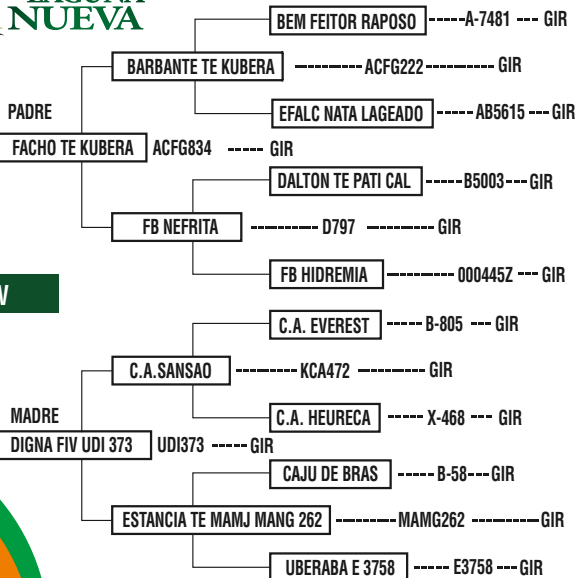 LAGUNA
NUEVA
BEM FEITOR RAPOSO -----A-7481 --- GIR
BARBANTE TE KUBERA ---------- ACFG222 ---------- GIR
EFALC NATA LAGEADO ----- AB5615 --- GIR
PADRE
FACHO TE KUBERA ACFG834 ----- GIR
DALTON TE PATI CAL -----B5003--- GIR
FB NEFRITA ---------- D797 ---------- GIR
FB HIDREMIA ---------- 000445Z --- GIR
C.A. EVEREST ----- B-805 --- GIR
C.A.SANSAO --------- KCA472 ---------- GIR
C.A. HEURECA ----- X-468 --- GIR
MADRE
DIGNA FIV UDI 373 UDI373 ----- GIR
CAJU DE BRAS ----- B-58--- GIR
ESTANCIA TE MAMJ MANG 262 ---------MAMG262 ----------GIR
UBERABA E 3758 ----- E3758 --- GIR